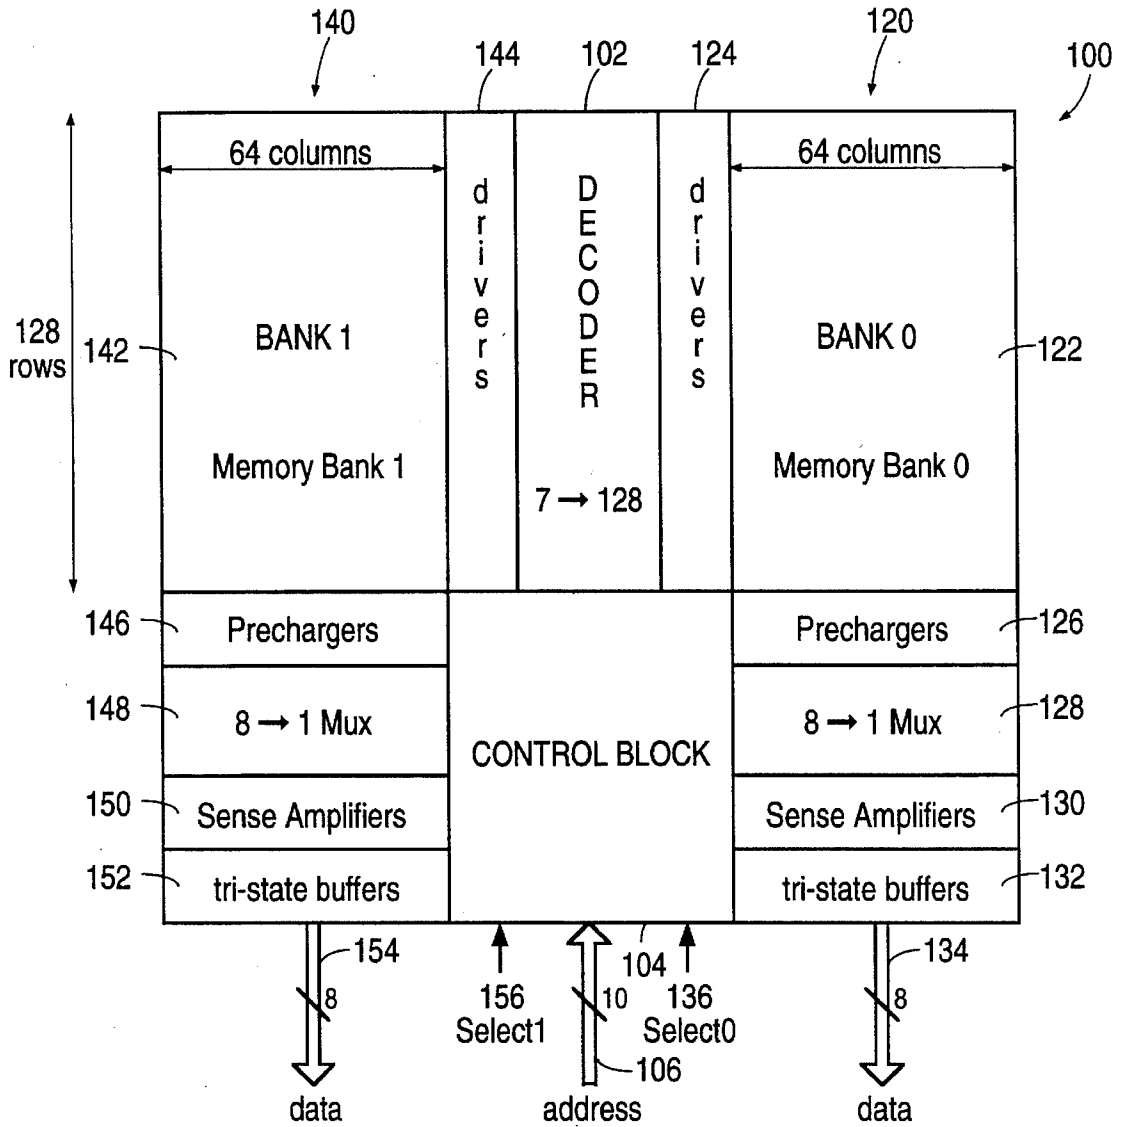 140
144
102
124
120
100
64 columns
64 columns
drivers
DECODER
drivers
128
rows
142
BANK 1
BANK 0
122
Memory Bank 1
Memory Bank 0
7 → 128
146
Prechargers
Prechargers
126
148
8 → 1 Mux
8 → 1 Mux
128
CONTROL BLOCK
150
Sense Amplifiers
Sense Amplifiers
130
152
tri-state buffers
tri-state buffers
132
154
104
134
8
156
10
136
8
Select1
Select0
106
data
address
data